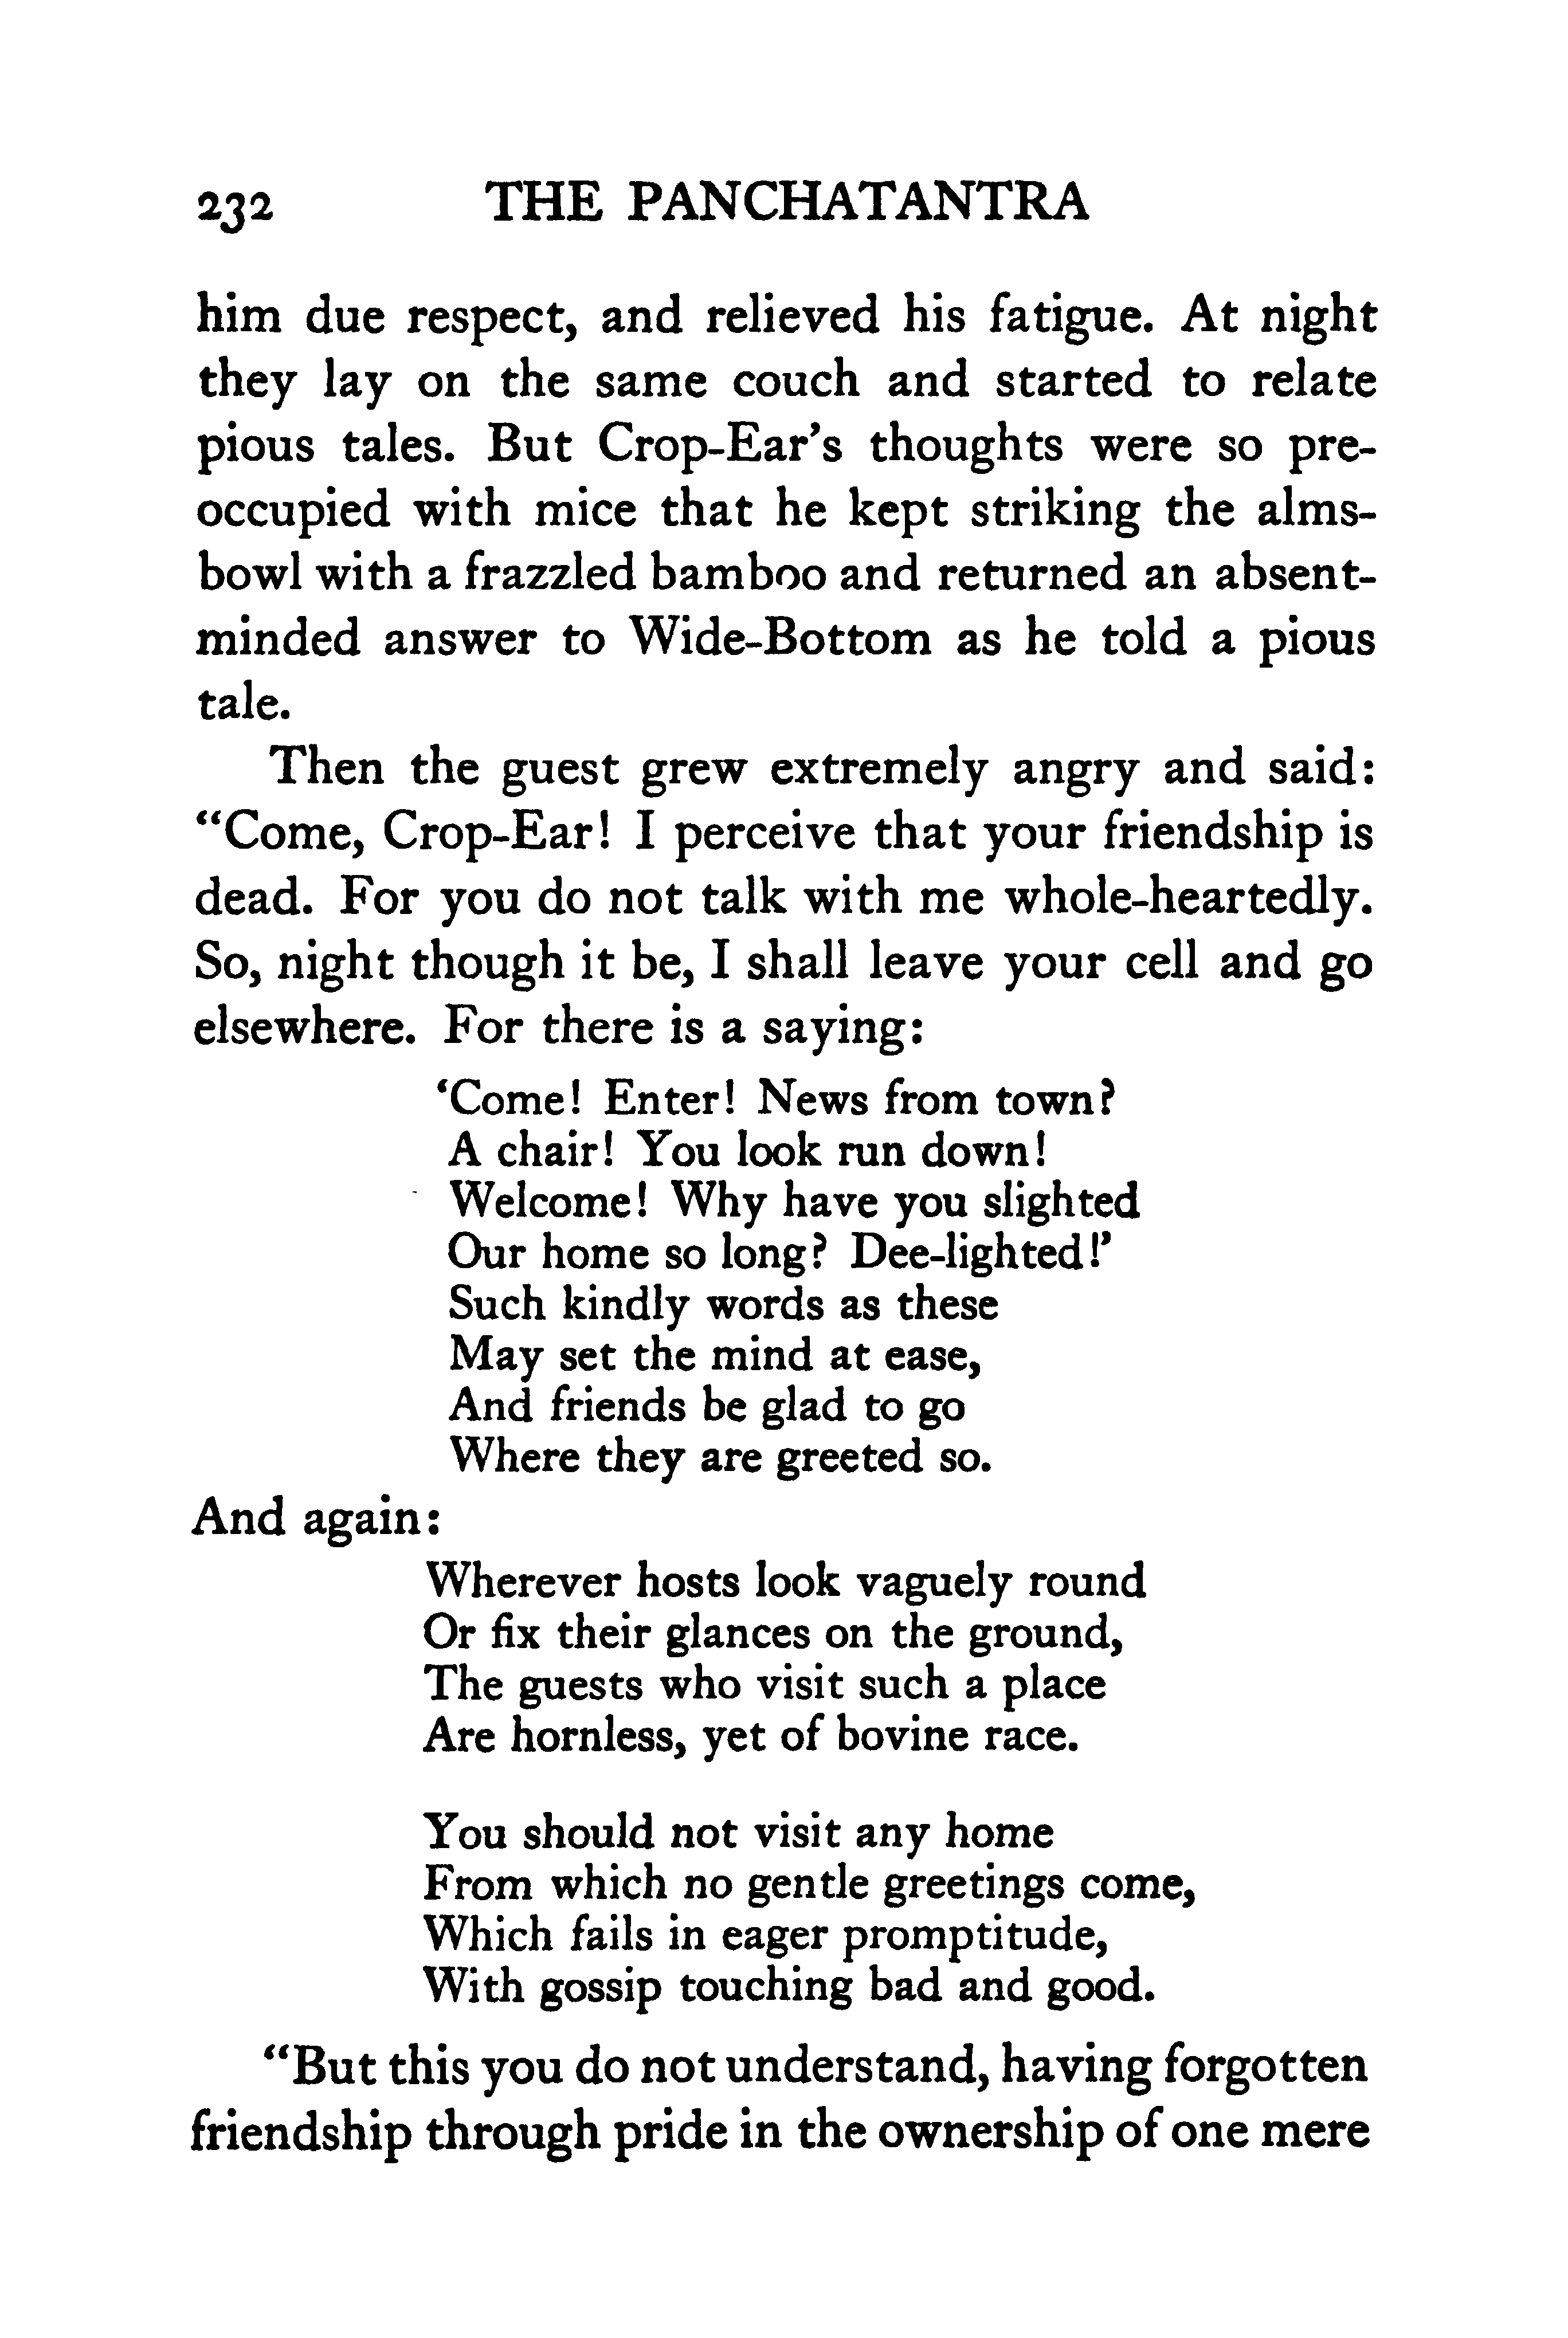 232 THE PANCHATANTRA
him due respect, and relieved his fatigue. At night
they lay on the same couch and started to relate
pious tales. But Crop-Ear's thoughts were so pre-
occupied with mice that he kept striking the alms-
bowl with a frazzled bamboo and returned an absent-
minded answer to Wide-Bottom as he told a pious
tale.
Then the guest grew extremely angry and said:
“Come, Crop-Ear! I perceive that your friendship is
dead. For you do not talk with me whole-heartedly.
So, night though it be, I shall leave your cell and go
elsewhere. For there is a saying:
‘Come! Enter! News from town?
A chair! You look run down!
Welcome! Why have you slighted
Our home so long? Dee-lighted!’
Such kindly words as these
May set the mind at ease,
And friends be glad to go
Where they are greeted so.
And again:
Wherever hosts look vaguely round
Or fix their glances on the ground,
The guests who visit such a place
Are hornless, yet of bovine race.
You should not visit any home
From which no gentle greetings come,
Which fails in eager promptitude,
With gossip touching bad and good.
“But this you do not understand, having forgotten
friendship through pride in the ownership of one mere